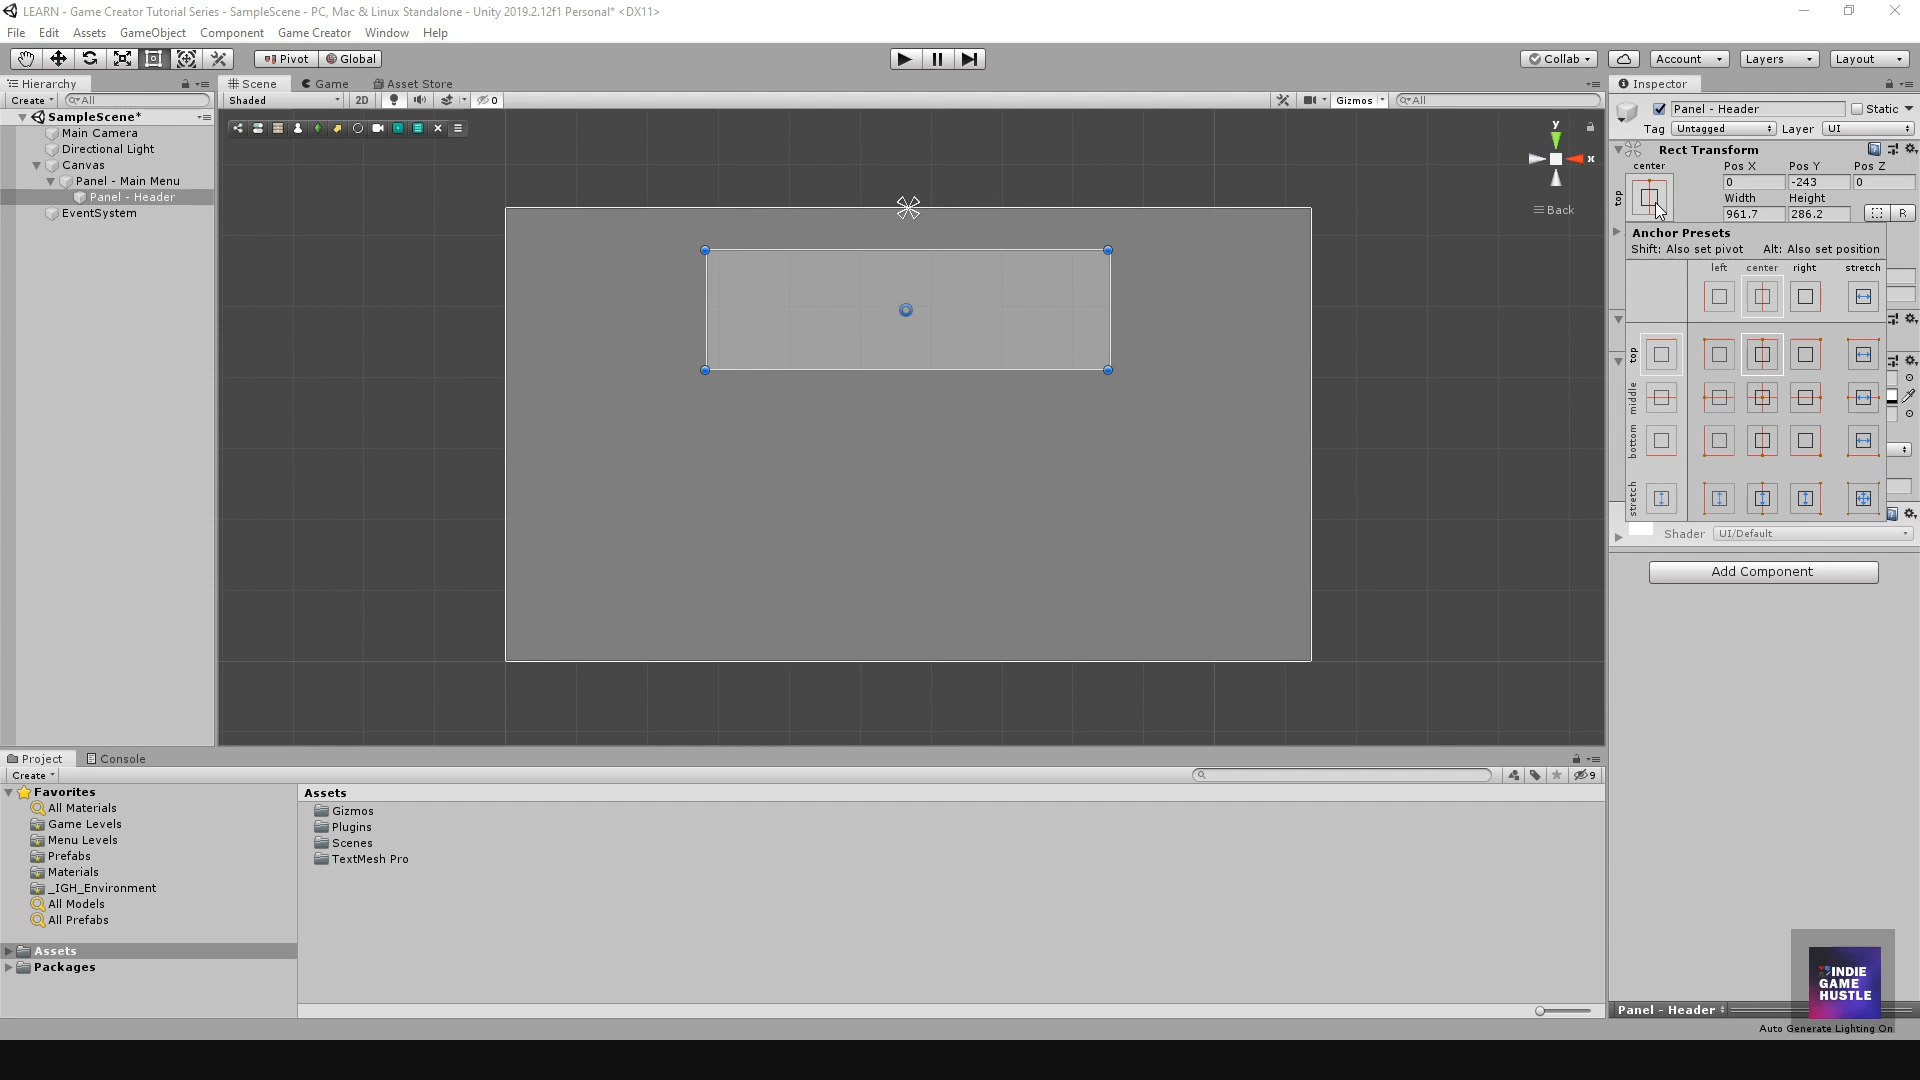 LEARN - Game Creator Tutorial Series - SampleScene - PC, Mac & Linux Standalone - Unity 2019.2.12f1 Personal* <DX11>
File Edit Assets GameObject Component Game Creator Window Help
Pivot Global Collab Account Layers Layout
Hierarchy Scene Game Asset Store Inspector
Create All Shaded 2D 0 Gizmos All
Panel - Header Static
SampleScene*
Tag Untagged Layer UI
Main Camera
Directional Light
Rect Transform
Canvas
center Pos X Pos Y Pos Z
Panel - Main Menu
0 -243 0
Panel - Header
top
Width Height
EventSystem
961.7 286.2 R
y
x
Back
Anchor Presets
Shift: Also set pivot Alt: Also set position
left center right stretch
top
middle
bottom
stretch
Shader UI/Default
Add Component
Project Console
Create 9
Favorites
Assets
All Materials
Game Levels
Menu Levels
Prefabs
Materials
_IGH_Environment
All Models
All Prefabs
Assets
Packages
Gizmos
Plugins
Scenes
TextMesh Pro
INDIE
GAME
HUSTLE
Panel - Header
Auto Generate Lighting On